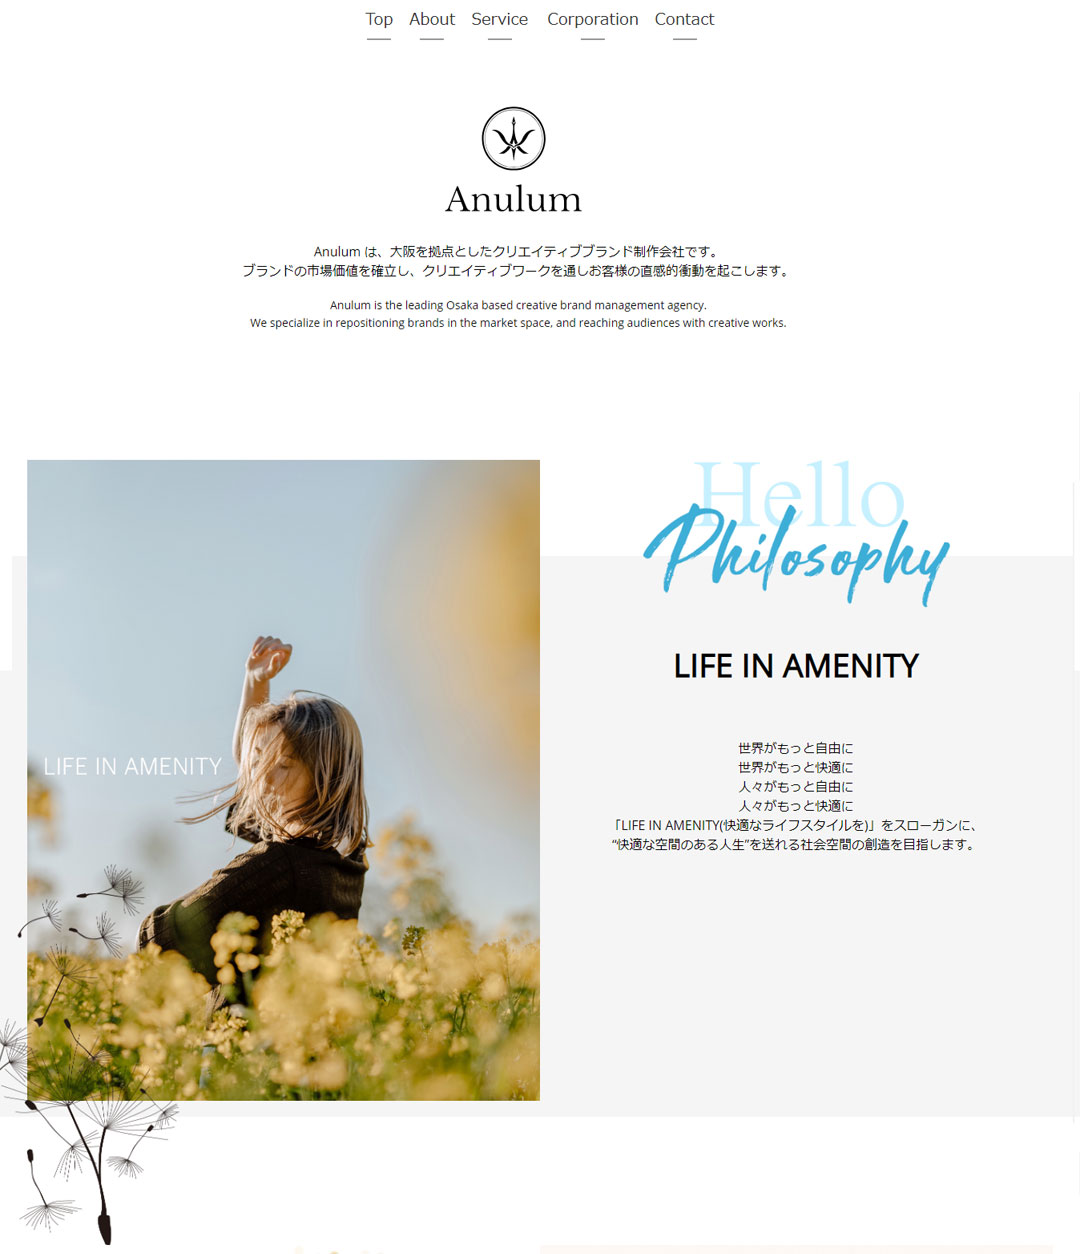 Top About Service Corporation Contact
Anulum
Anulum は、大阪を拠点としたクリエイティブブランド制作会社です。
ブランドの市場価値を確立し、クリエイティブワークを通しお客様の直感的衝動を起こします。
Anulum is the leading Osaka based creative brand management agency.
We specialize in repositioning brands in the market space, and reaching audiences with creative works.
Hello
Philosophy
LIFE IN AMENITY
LIFE IN AMENITY
世界がもっと自由に
世界がもっと快適に
人々がもっと自由に
人々がもっと快適に
「LIFE IN AMENITY(快適なライフスタイルを)」をスローガンに、
“快適な空間のある人生”を送れる社会空間の創造を目指します。